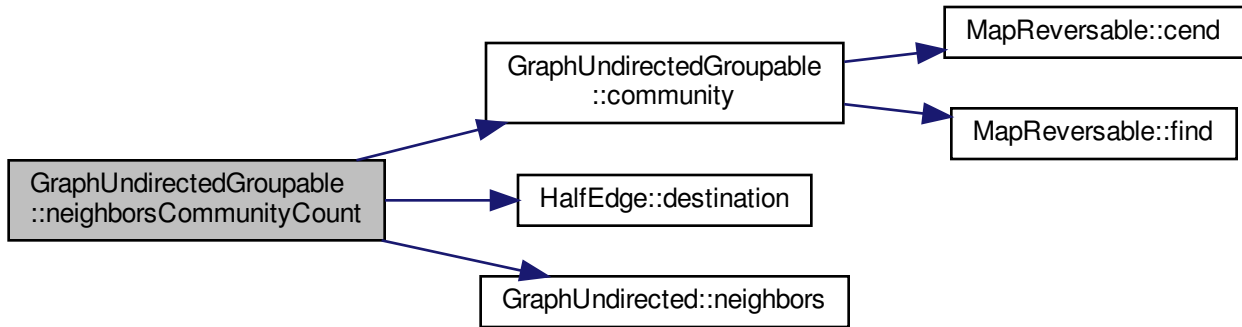 GraphUndirectedGroupable
::neighborsCommunityCount
GraphUndirectedGroupable
::community
HalfEdge::destination
GraphUndirected::neighbors
MapReversable::cend
MapReversable::find